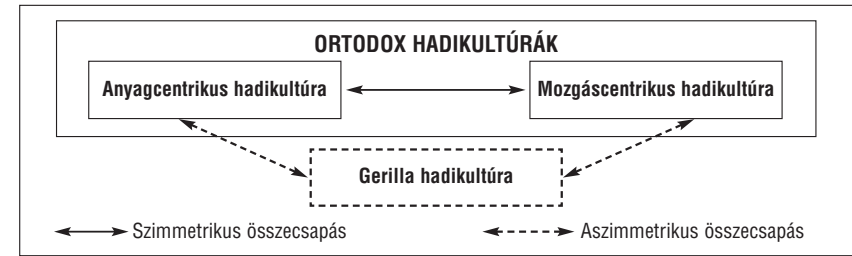 ORTODOX HADIKULTÚRÁK
Anyagcentrikus hadikultúra
Mozgáscentrikus hadikultúra
Gerilla hadikultúra
Szimmetrikus összecsapás
Aszimmetrikus összecsapás